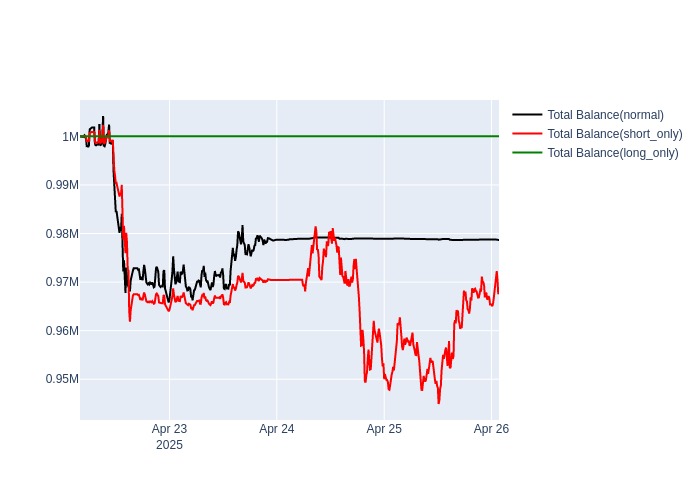 1M
0.99M
0.98M
0.97M
0.96M
0.95M
Apr 23
2025
Apr 24
Apr 25
Apr 26
Total Balance(normal)
Total Balance(short_only)
Total Balance(long_only)